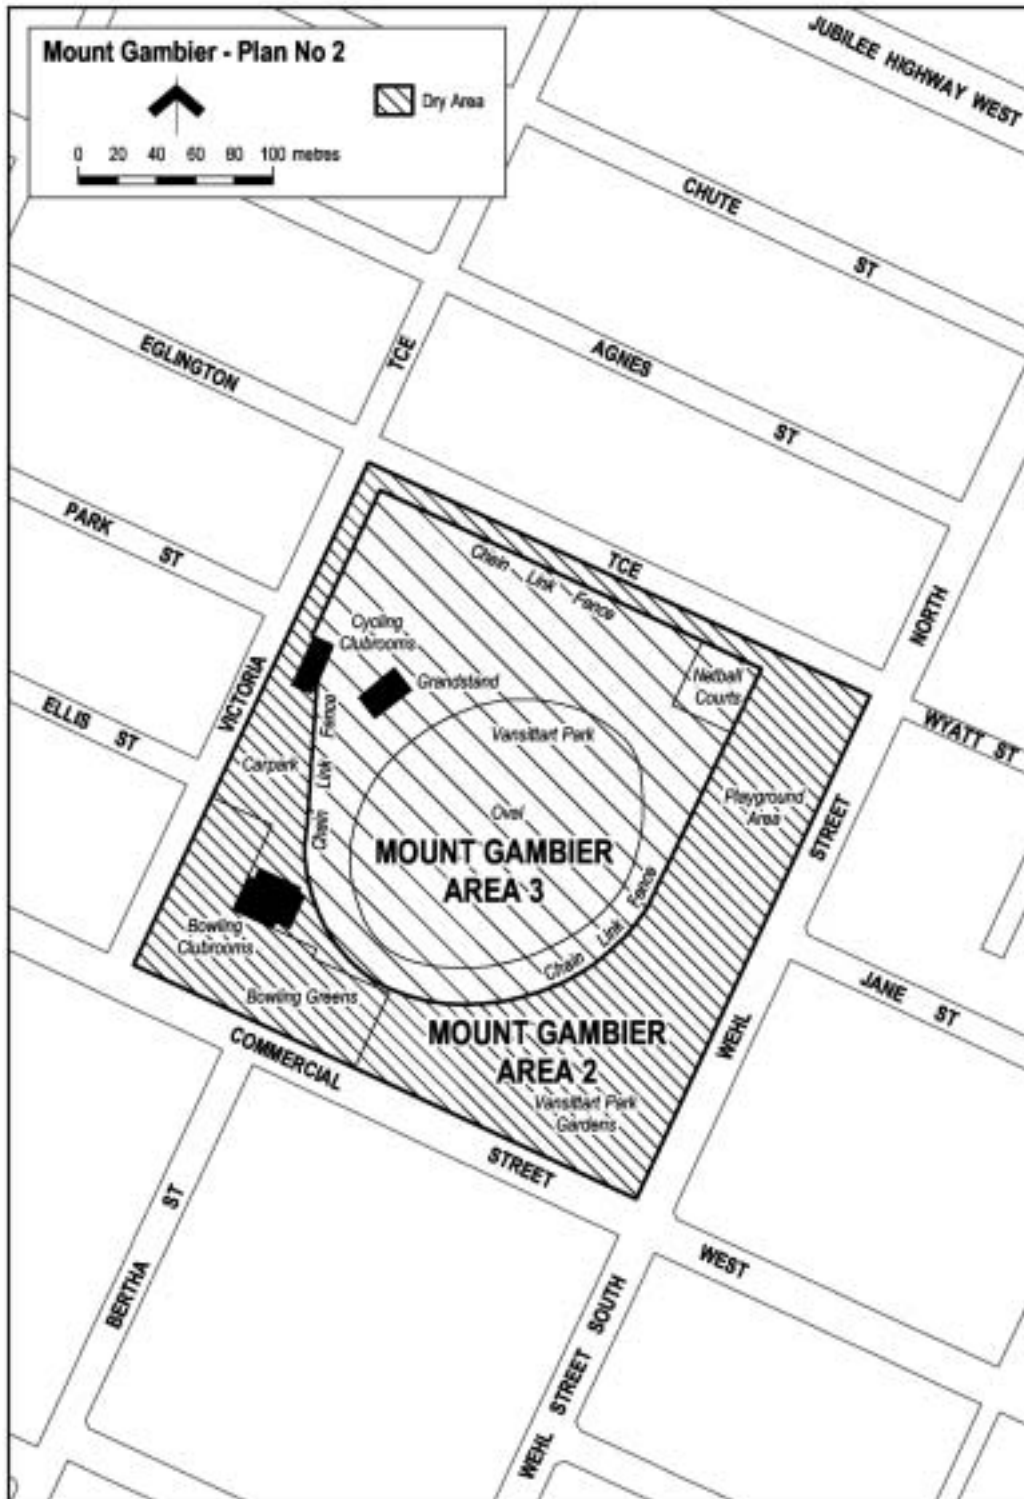 Mount Gambier - Plan No 2
Dry Area
0 20 40 60 80 100 metres
JUBILEE HIGHWAY WEST
CHUTE ST
AGNES ST
EGLINGTON TCE
PARK ST
ELLIS ST
VICTORIA TCE
NORTH
WYATT ST
Chein Link Fence
Cycling
Clubrooms
Grandstand
Netball
Courts
Vansittart Park
Carpark
Chain Link Fence
Playground
Area
Oval
MOUNT GAMBIER
AREA 3
STREET
Bowling
Clubrooms
Chain Link Fence
Bowling Greens
JANE ST
MOUNT GAMBIER
AREA 2
WEHL
COMMERCIAL
Vansittart Park
Gardens
STREET
WEST
BERTHA ST
WEHL STREET SOUTH